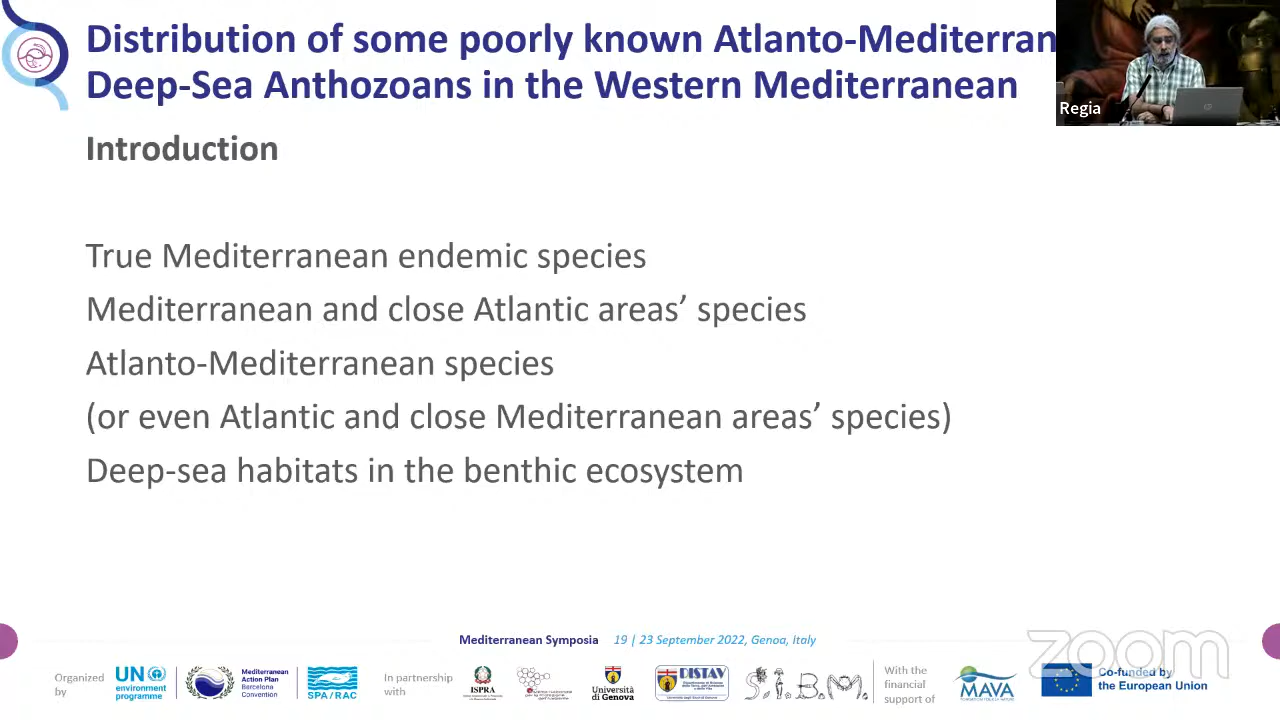 Distribution of some poorly known Atlanto-Mediterran
Deep-Sea Anthozoans in the Western Mediterranean
Regia
Introduction
True Mediterranean endemic species
Mediterranean and close Atlantic areas’ species
Atlanto-Mediterranean species
(or even Atlantic and close Mediterranean areas’ species)
Deep-sea habitats in the benthic ecosystem
Mediterranean Symposia 19 | 23 September 2022, Genoa, Italy
zoom
Organized
by
UN
environment
programme
Mediterranean
Action Plan
Barcelona
Convention
SPA/RAC
In partnership
with
ISPRA
Università
di Genova
DISTAV
S.I.B.M.
With the
financial
support of
MAVA
Co-funded by
the European Union